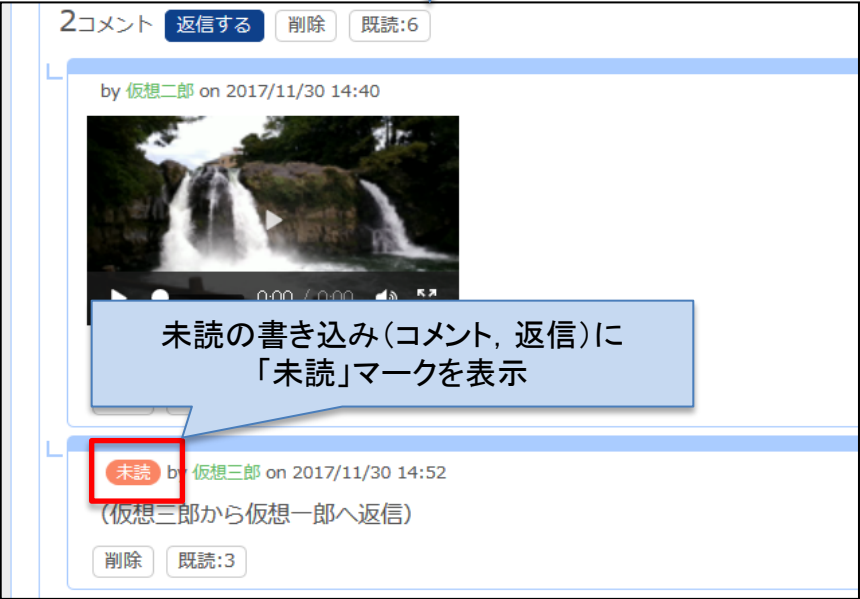 2コメント 返信する 削除 既読:6
by 仮想二郎 on 2017/11/30 14:40
0:00 / 0:00
未読の書き込み(コメント, 返信)に
「未読」マークを表示
未読 by 仮想三郎 on 2017/11/30 14:52
(仮想三郎から仮想一郎へ返信)
削除 既読:3